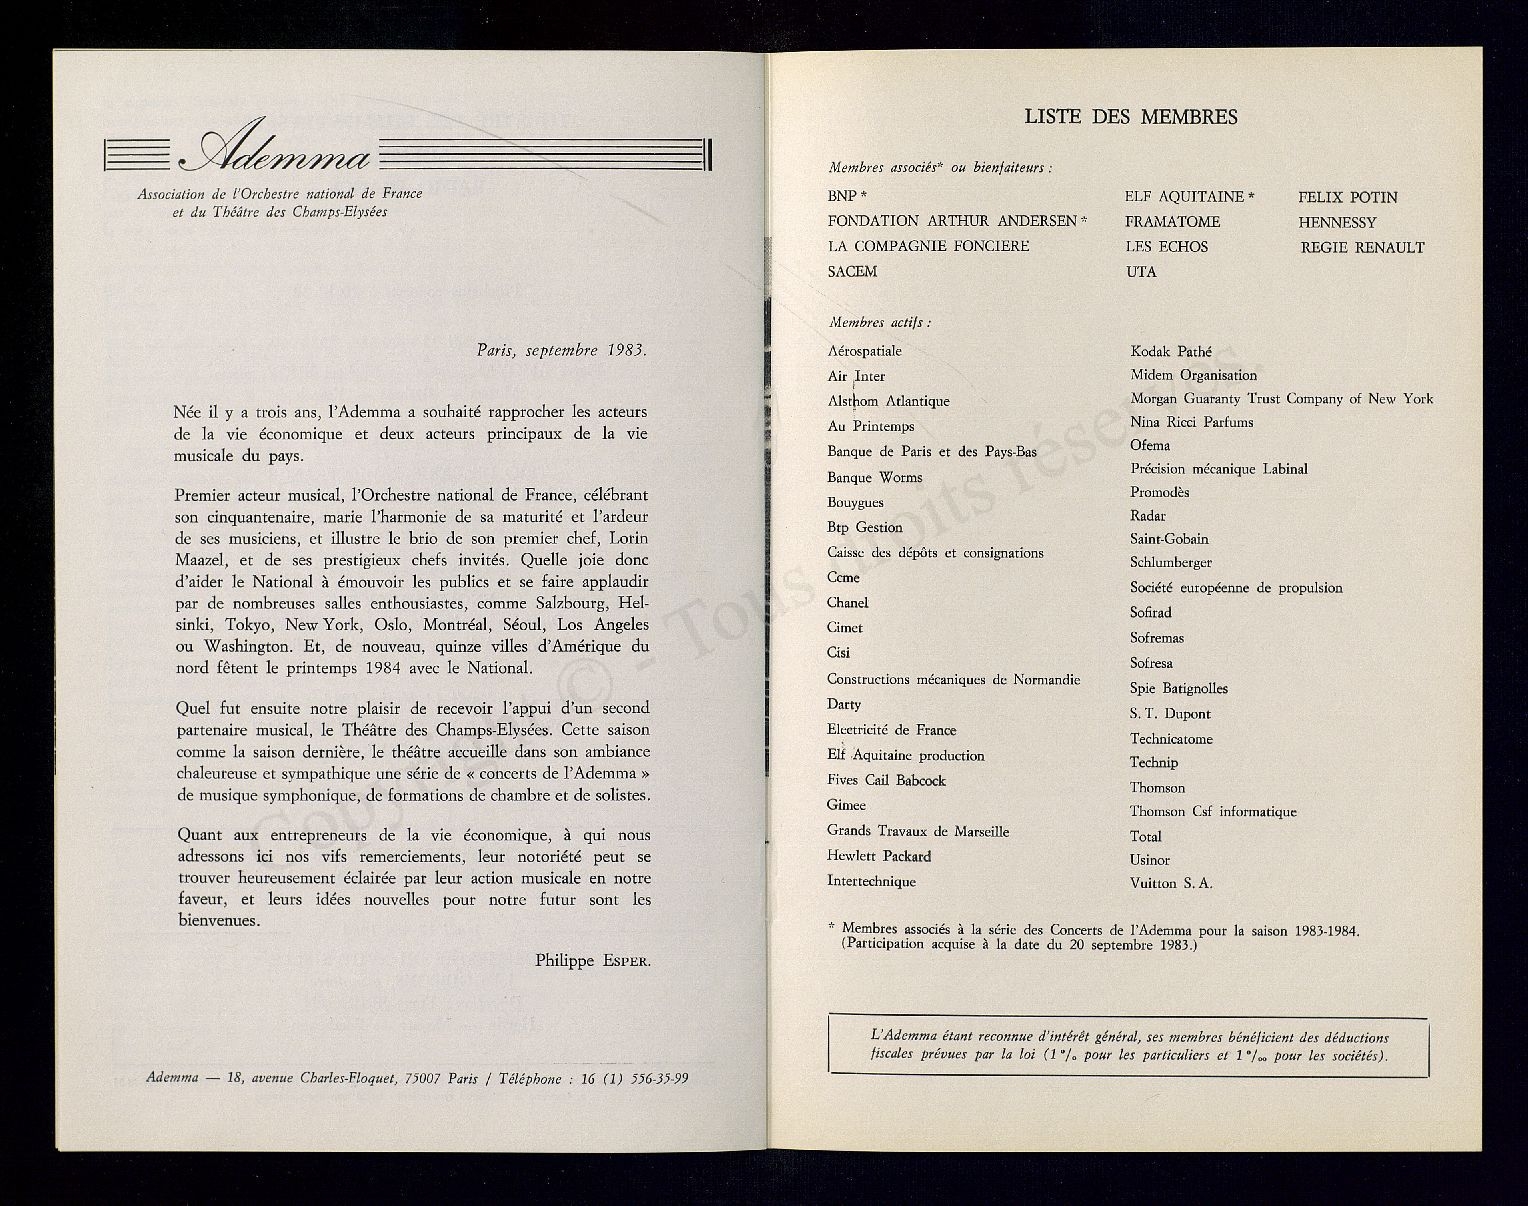 Ademma
Association de l'Orchestre national de France
et du Théâtre des Champs-Elysées
Paris, septembre 1983.
Née il y a trois ans, l'Ademma a souhaité rapprocher les acteurs
de la vie économique et deux acteurs principaux de la vie
musicale du pays.
Premier acteur musical, l'Orchestre national de France, célébrant
son cinquantenaire, marie l'harmonie de sa maturité et l'ardeur
de ses musiciens, et illustre le brio de son premier chef, Lorin
Maazel, et de ses prestigieux chefs invités. Quelle joie donc
d'aider le National à émouvoir les publics et se faire applaudir
par de nombreuses salles enthousiastes, comme Salzbourg, Hel-
sinki, Tokyo, New York, Oslo, Montréal, Séoul, Los Angeles
ou Washington. Et, de nouveau, quinze villes d'Amérique du
nord fêtent le printemps 1984 avec le National.
Quel fut ensuite notre plaisir de recevoir l'appui d'un second
partenaire musical, le Théâtre des Champs-Elysées. Cette saison
comme la saison dernière, le théâtre accueille dans son ambiance
chaleureuse et sympathique une série de « concerts de l'Ademma »
de musique symphonique, de formations de chambre et de solistes.
Quant aux entrepreneurs de la vie économique, à qui nous
adressons ici nos vifs remerciements, leur notoriété peut se
trouver heureusement éclairée par leur action musicale en notre
faveur, et leurs idées nouvelles pour notre futur sont les
bienvenues.
Philippe ESPER.
Ademma — 18, avenue Charles-Floquet, 75007 Paris / Téléphone : 16 (1) 556-35-99
LISTE DES MEMBRES
Membres associés* ou bienfaiteurs :
BNP *
FONDATION ARTHUR ANDERSEN *
LA COMPAGNIE FONCIERE
SACEM
ELF AQUITAINE *
FRAMATOME
LES ECHOS
UTA
FELIX POTIN
HENNESSY
REGIE RENAULT
Membres actifs :
Aérospatiale
Air Inter
Alsthom Atlantique
Au Printemps
Banque de Paris et des Pays-Bas
Banque Worms
Bouygues
Btp Gestion
Caisse des dépôts et consignations
Ccme
Chanel
Cimet
Cisi
Constructions mécaniques de Normandie
Darty
Electricité de France
Elf Aquitaine production
Fives Cail Babcock
Gimee
Grands Travaux de Marseille
Hewlett Packard
Intertechnique
Kodak Pathé
Midem Organisation
Morgan Guaranty Trust Company of New York
Nina Ricci Parfums
Ofema
Précision mécanique Labinal
Promodès
Radar
Saint-Gobain
Schlumberger
Société européenne de propulsion
Sofirad
Sofremas
Sofresa
Spie Batignolles
S. T. Dupont
Technicatome
Technip
Thomson
Thomson Csf informatique
Total
Usinor
Vuitton S. A.
* Membres associés à la série des Concerts de l'Ademma pour la saison 1983-1984.
(Participation acquise à la date du 20 septembre 1983.)
L'Ademma étant reconnue d'intérêt général, ses membres bénéficient des déductions
fiscales prévues par la loi (1 % pour les particuliers et 1 ‰ pour les sociétés).
Copyright © - Tous droits réservés